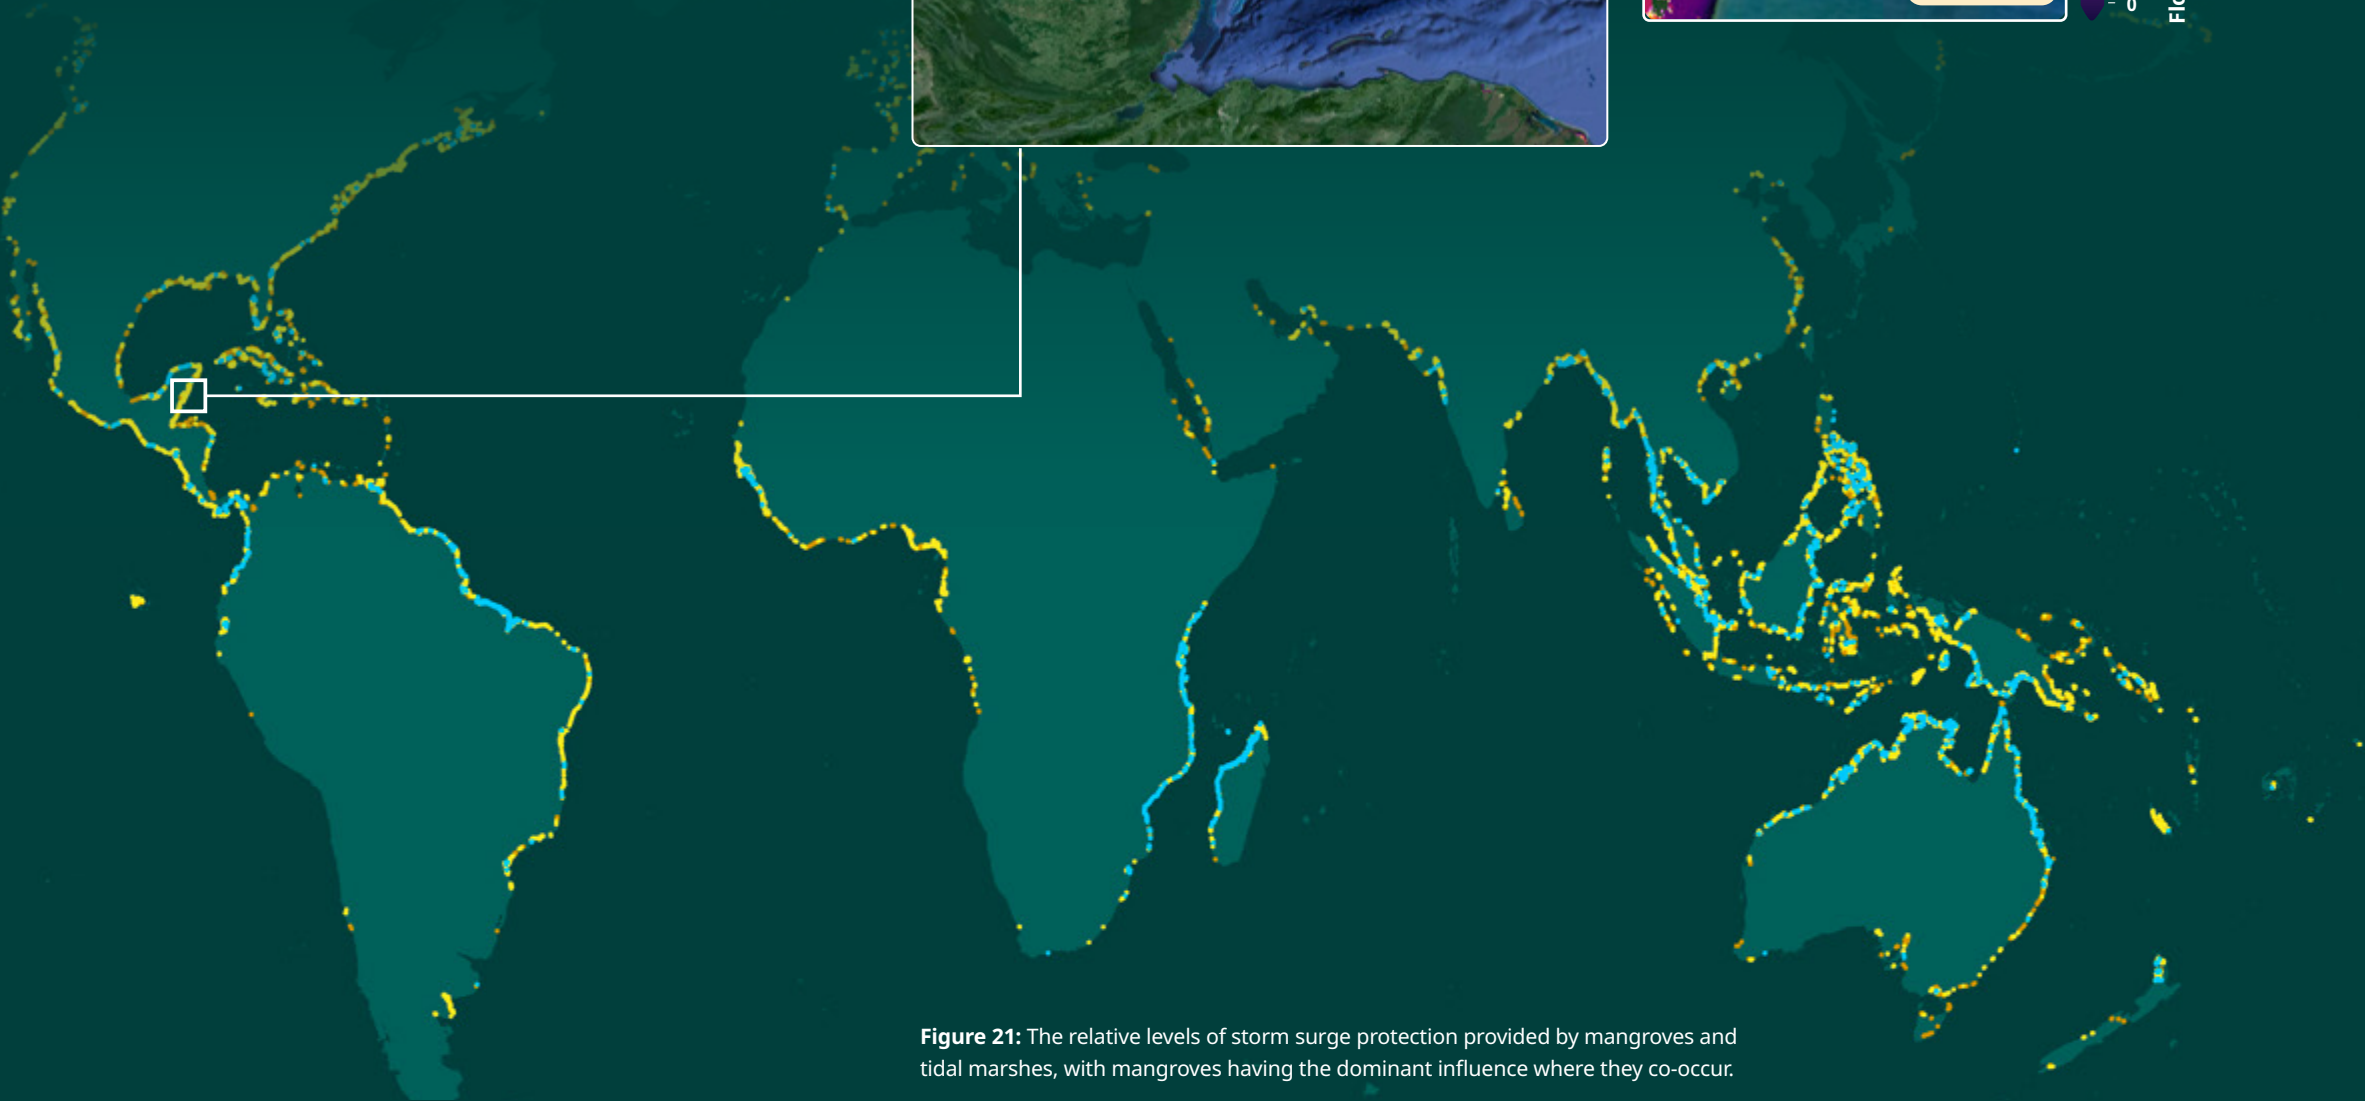 0
Figure 21: The relative levels of storm surge protection provided by mangroves and
tidal marshes, with mangroves having the dominant influence where they co-occur.